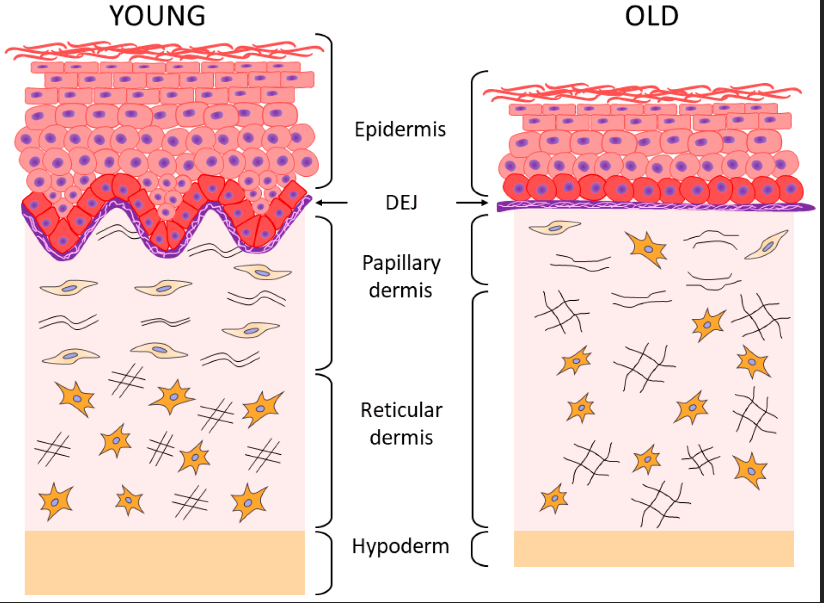 YOUNG
OLD
Epidermis
DEJ
Papillary
dermis
Reticular
dermis
Hypoderm